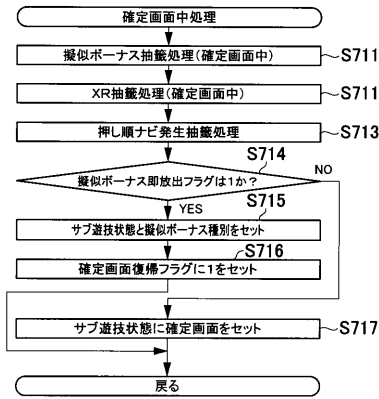 確定画面中処理
擬似ボーナス抽籤処理(確定画面中)
S711
XR抽籤処理(確定画面中)
S711
押し順ナビ発生抽籤処理
S713
S714
擬似ボーナス即放出フラグは1か?
NO
YES
S715
サブ遊技状態と擬似ボーナス種別をセット
S716
確定画面復帰フラグに1をセット
サブ遊技状態に確定画面をセット
S717
戻る